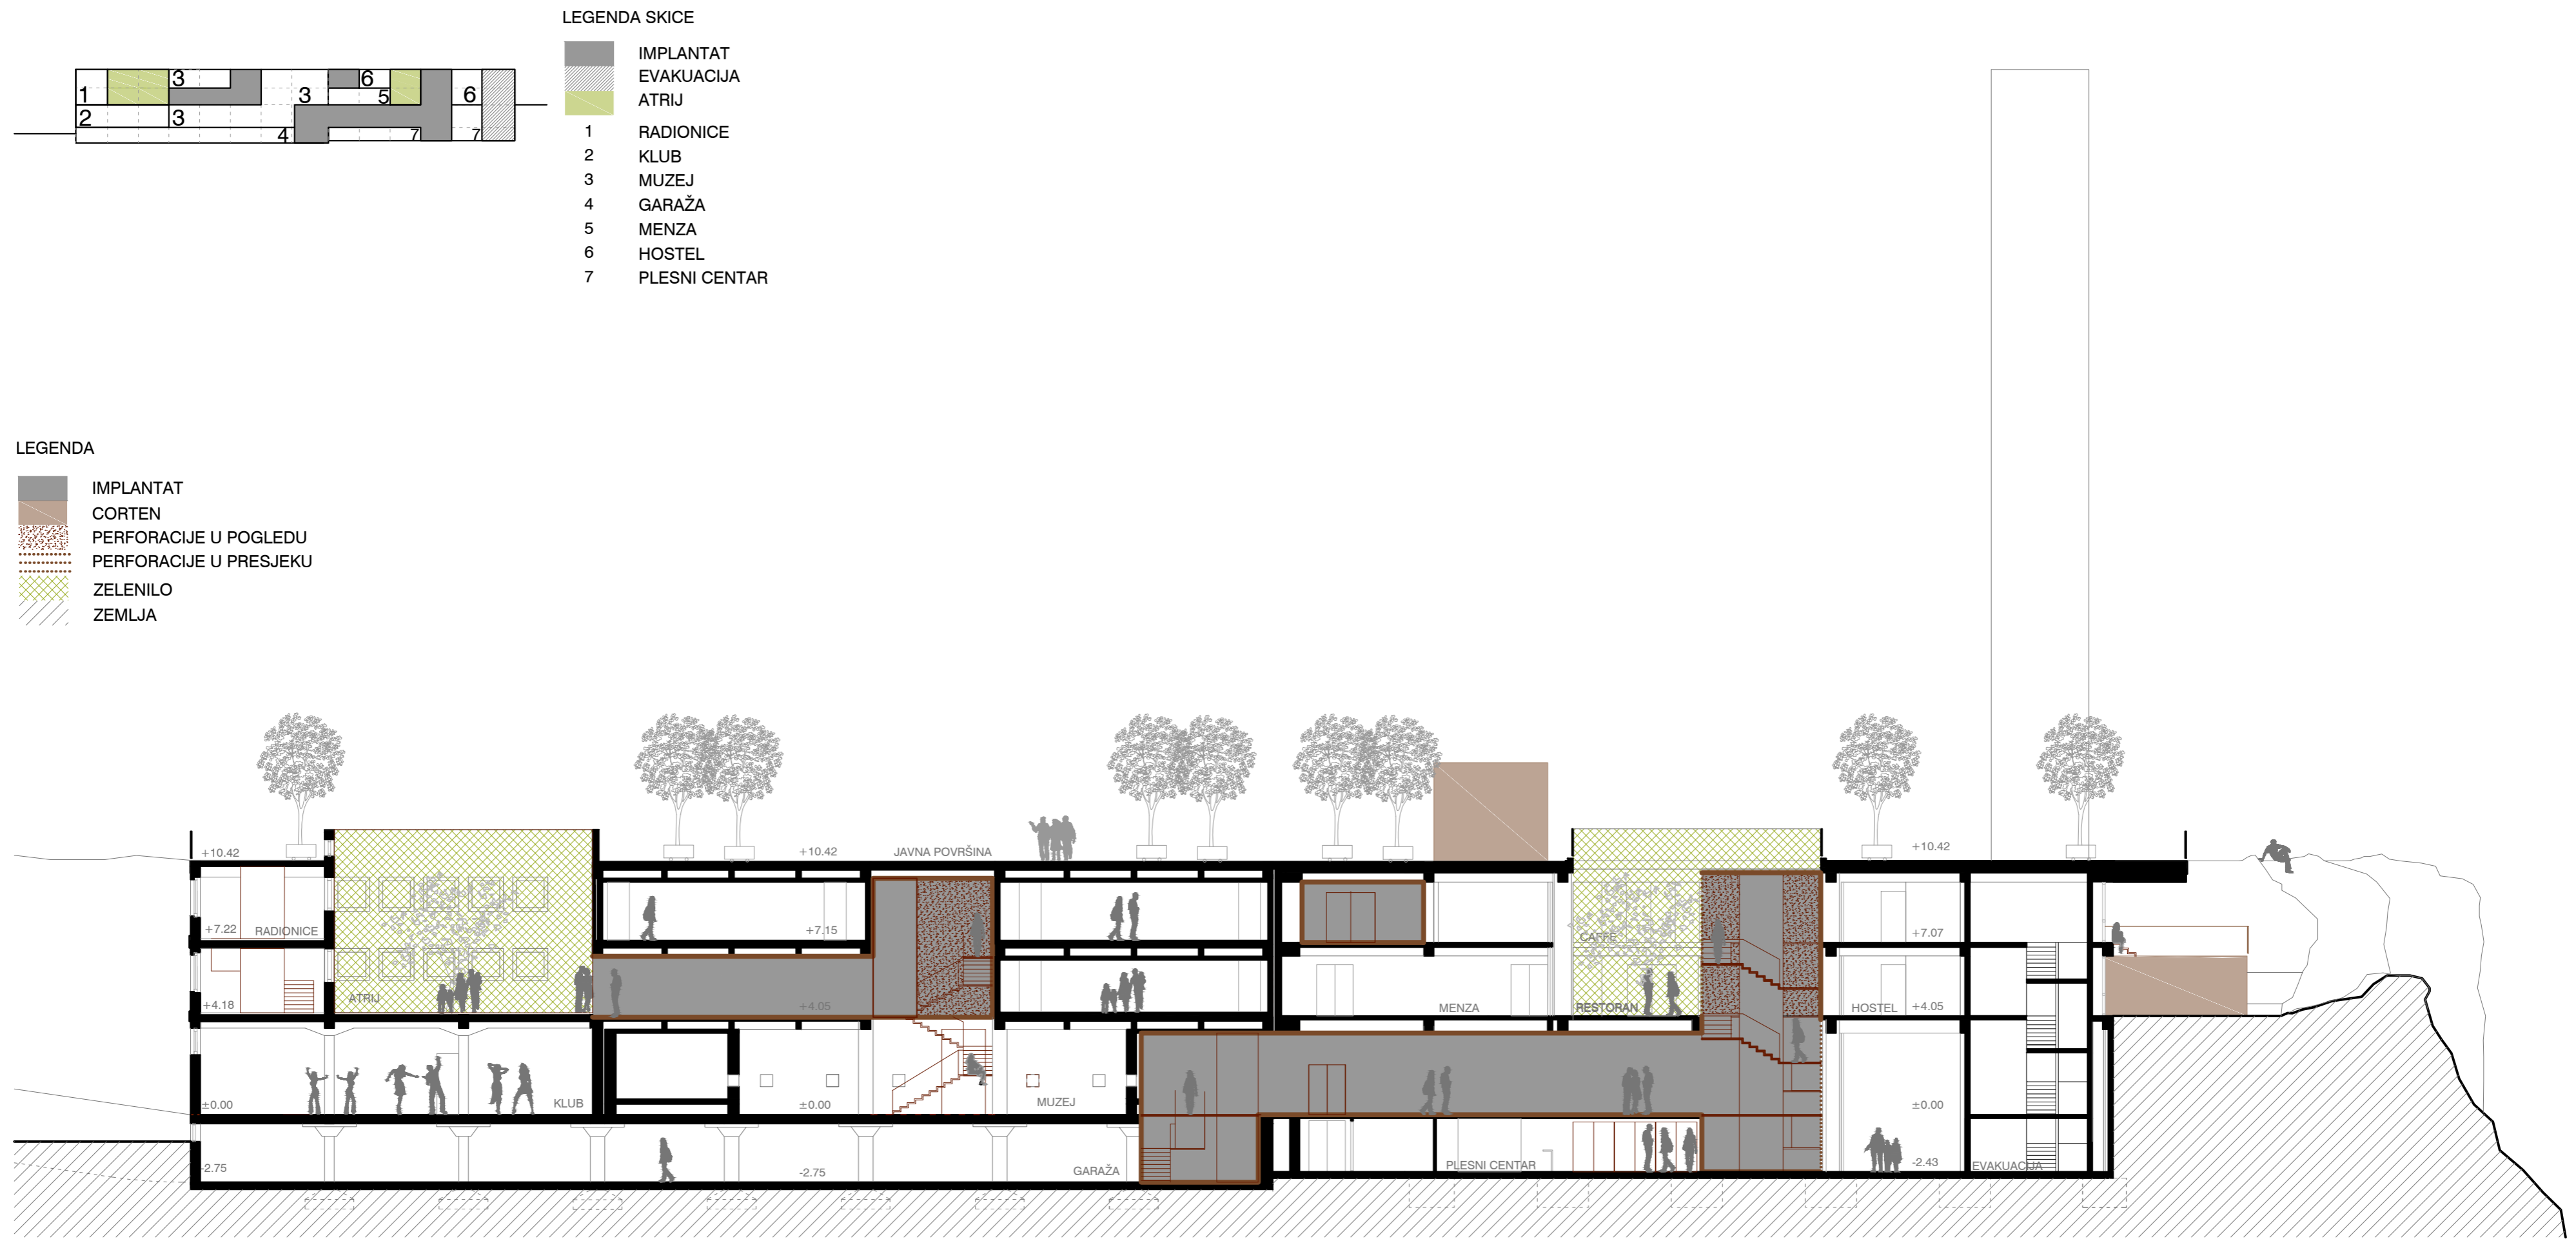 LEGENDA SKICE
IMPLANTAT
EVAKUACIJA
ATRIJ
1 RADIONICE
2 KLUB
3 MUZEJ
4 GARAŽA
5 MENZA
6 HOSTEL
7 PLESNI CENTAR
3 6
1 3 5 6
2 3
4 7 7
LEGENDA
IMPLANTAT
CORTEN
PERFORACIJE U POGLEDU
PERFORACIJE U PRESJEKU
ZELENILO
ZEMLJA
+10.42 +10.42 JAVNA POVRŠINA +10.42
+7.22 RADIONICE +7.15 CAFFE +7.07
+4.18 ATRIJ +4.05 MENZA RESTORAN HOSTEL +4.05
±0.00 KLUB ±0.00 MUZEJ ±0.00
-2.75 -2.75 GARAŽA PLESNI CENTAR -2.43 EVAKUACIJA